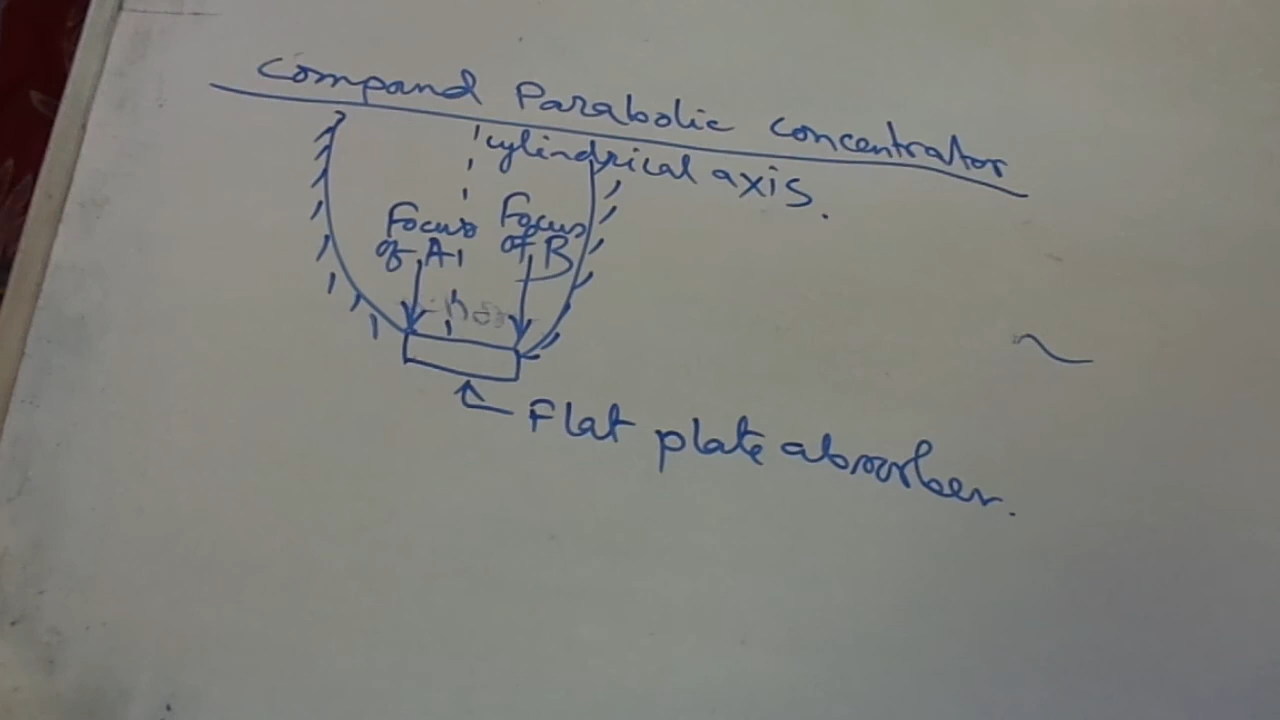 Compand Parabolic Concentrator
cylindrical axis.
Focus of A
Focus of B
Flat plate absorber.